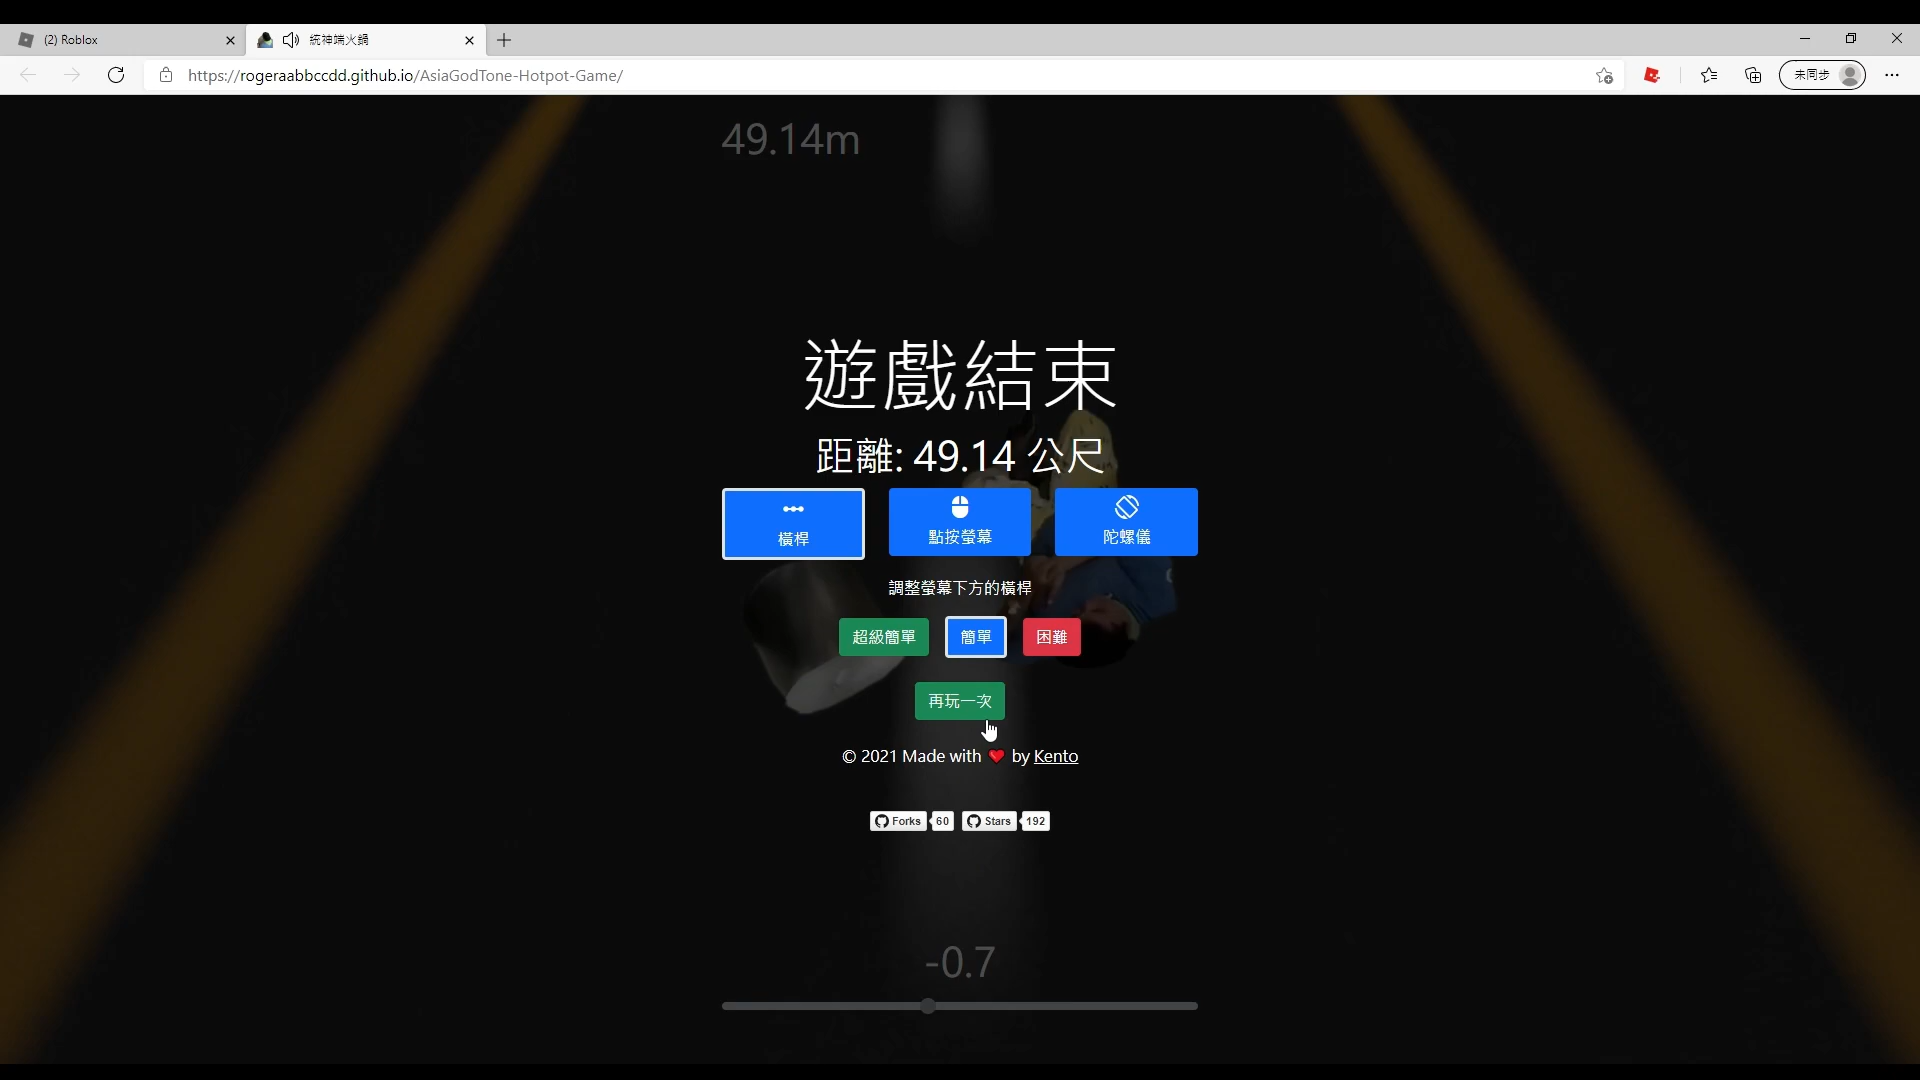 (2) Roblox
統神端火鍋
https://rogeraabbccdd.github.io/AsiaGodTone-Hotpot-Game/
未同步
49.14m
遊戲結束
距離: 49.14 公尺
橫桿
點按螢幕
陀螺儀
調整螢幕下方的橫桿
超級簡單
簡單
困難
再玩一次
© 2021 Made with ❤ by Kento
Forks 60 Stars 192
-0.7